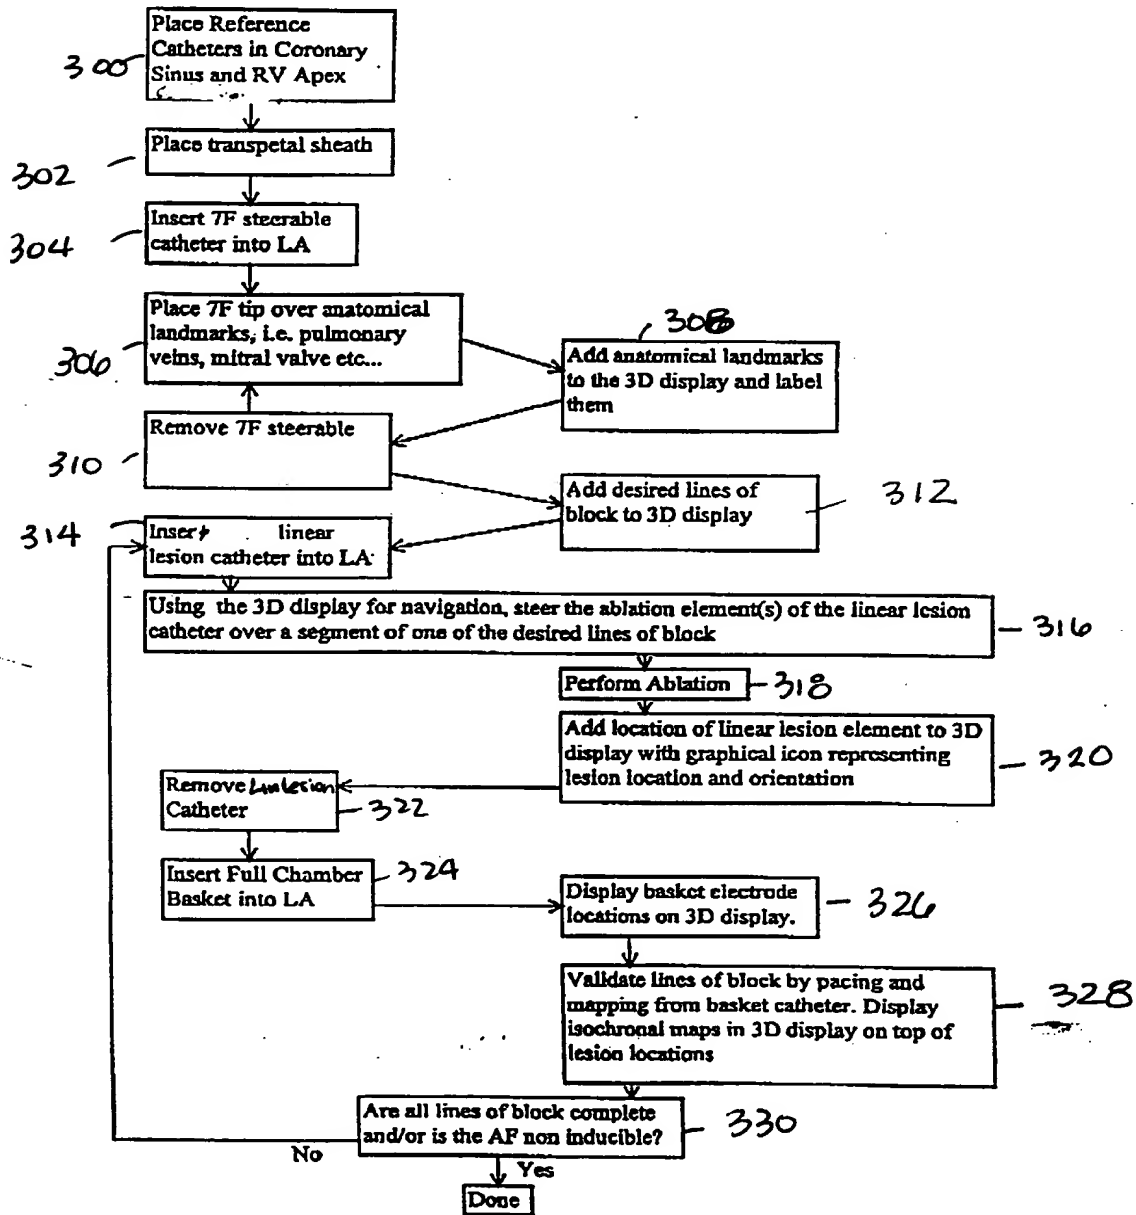 Place Reference
Catheters in Coronary
Sinus and RV Apex
300
Place transpetal sheath
302
Insert 7F steerable
catheter into LA
304
Place 7F tip over anatomical
landmarks, i.e. pulmonary
veins, mitral valve etc...
306
308
Add anatomical landmarks
to the 3D display and label
them
Remove 7F steerable
310
Add desired lines of
block to 3D display
312
314
Insert linear
lesion catheter into LA
Using the 3D display for navigation, steer the ablation element(s) of the linear lesion
catheter over a segment of one of the desired lines of block
316
Perform Ablation
318
Add location of linear lesion element to 3D
display with graphical icon representing
lesion location and orientation
320
Remove Lin lesion
Catheter
322
Insert Full Chamber
Basket into LA
324
Display basket electrode
locations on 3D display.
326
Validate lines of block by pacing and
mapping from basket catheter. Display
isochronal maps in 3D display on top of
lesion locations
328
Are all lines of block complete
and/or is the AF non inducible?
330
No
Yes
Done